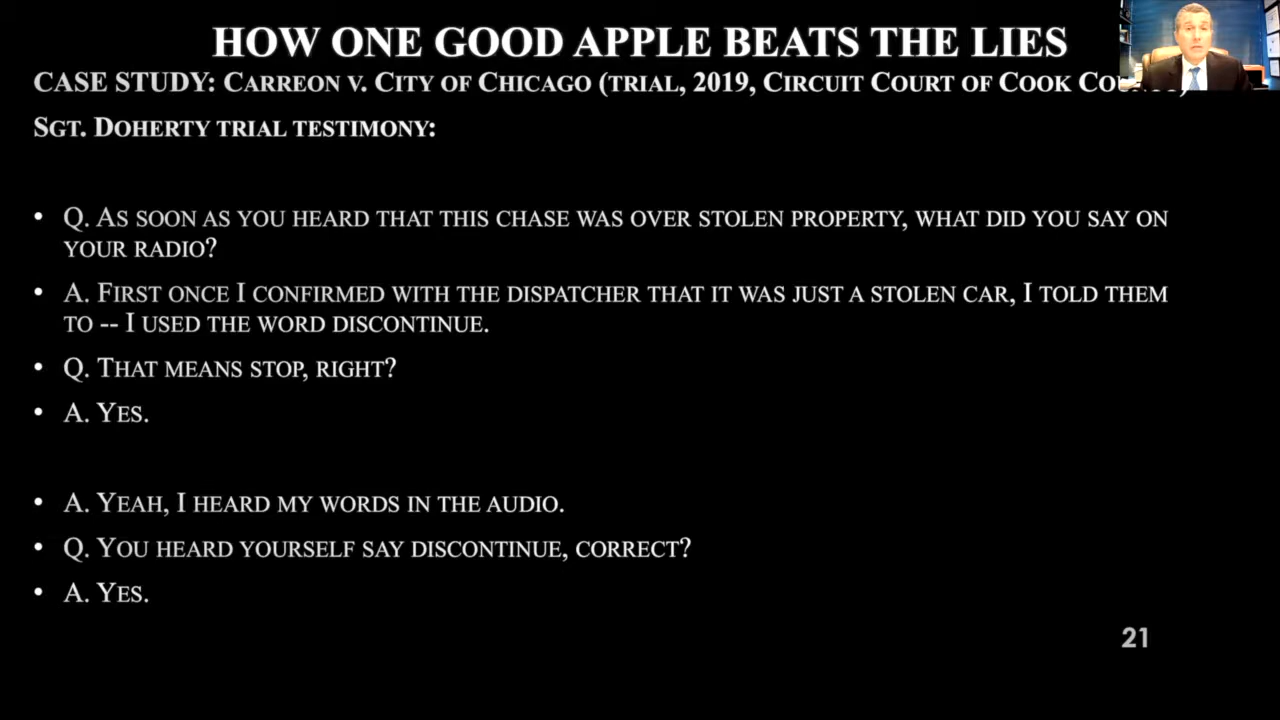 HOW ONE GOOD APPLE BEATS THE LIES
CASE STUDY: CARREON V. CITY OF CHICAGO (TRIAL, 2019, CIRCUIT COURT OF COOK
SGT. DOHERTY TRIAL TESTIMONY:
• Q. AS SOON AS YOU HEARD THAT THIS CHASE WAS OVER STOLEN PROPERTY, WHAT DID YOU SAY ON
YOUR RADIO?
• A. FIRST ONCE I CONFIRMED WITH THE DISPATCHER THAT IT WAS JUST A STOLEN CAR, I TOLD THEM
TO -- I USED THE WORD DISCONTINUE.
• Q. THAT MEANS STOP, RIGHT?
• A. YES.
• A. YEAH, I HEARD MY WORDS IN THE AUDIO.
• Q. YOU HEARD YOURSELF SAY DISCONTINUE, CORRECT?
• A. YES.
21